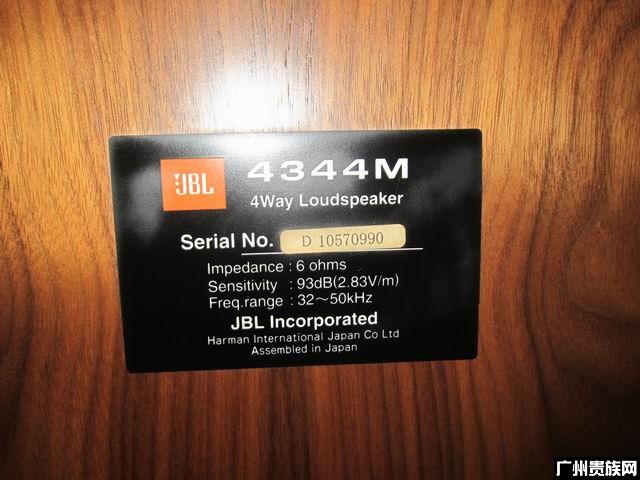 JBL
4344M
4Way Loudspeaker
Serial No. D 10570990
Impedance : 6 ohms
Sensitivity : 93dB(2.83V/m)
Freq.range : 32～50kHz
JBL Incorporated
Harman International Japan Co Ltd
Assembled in Japan
广州贵族网